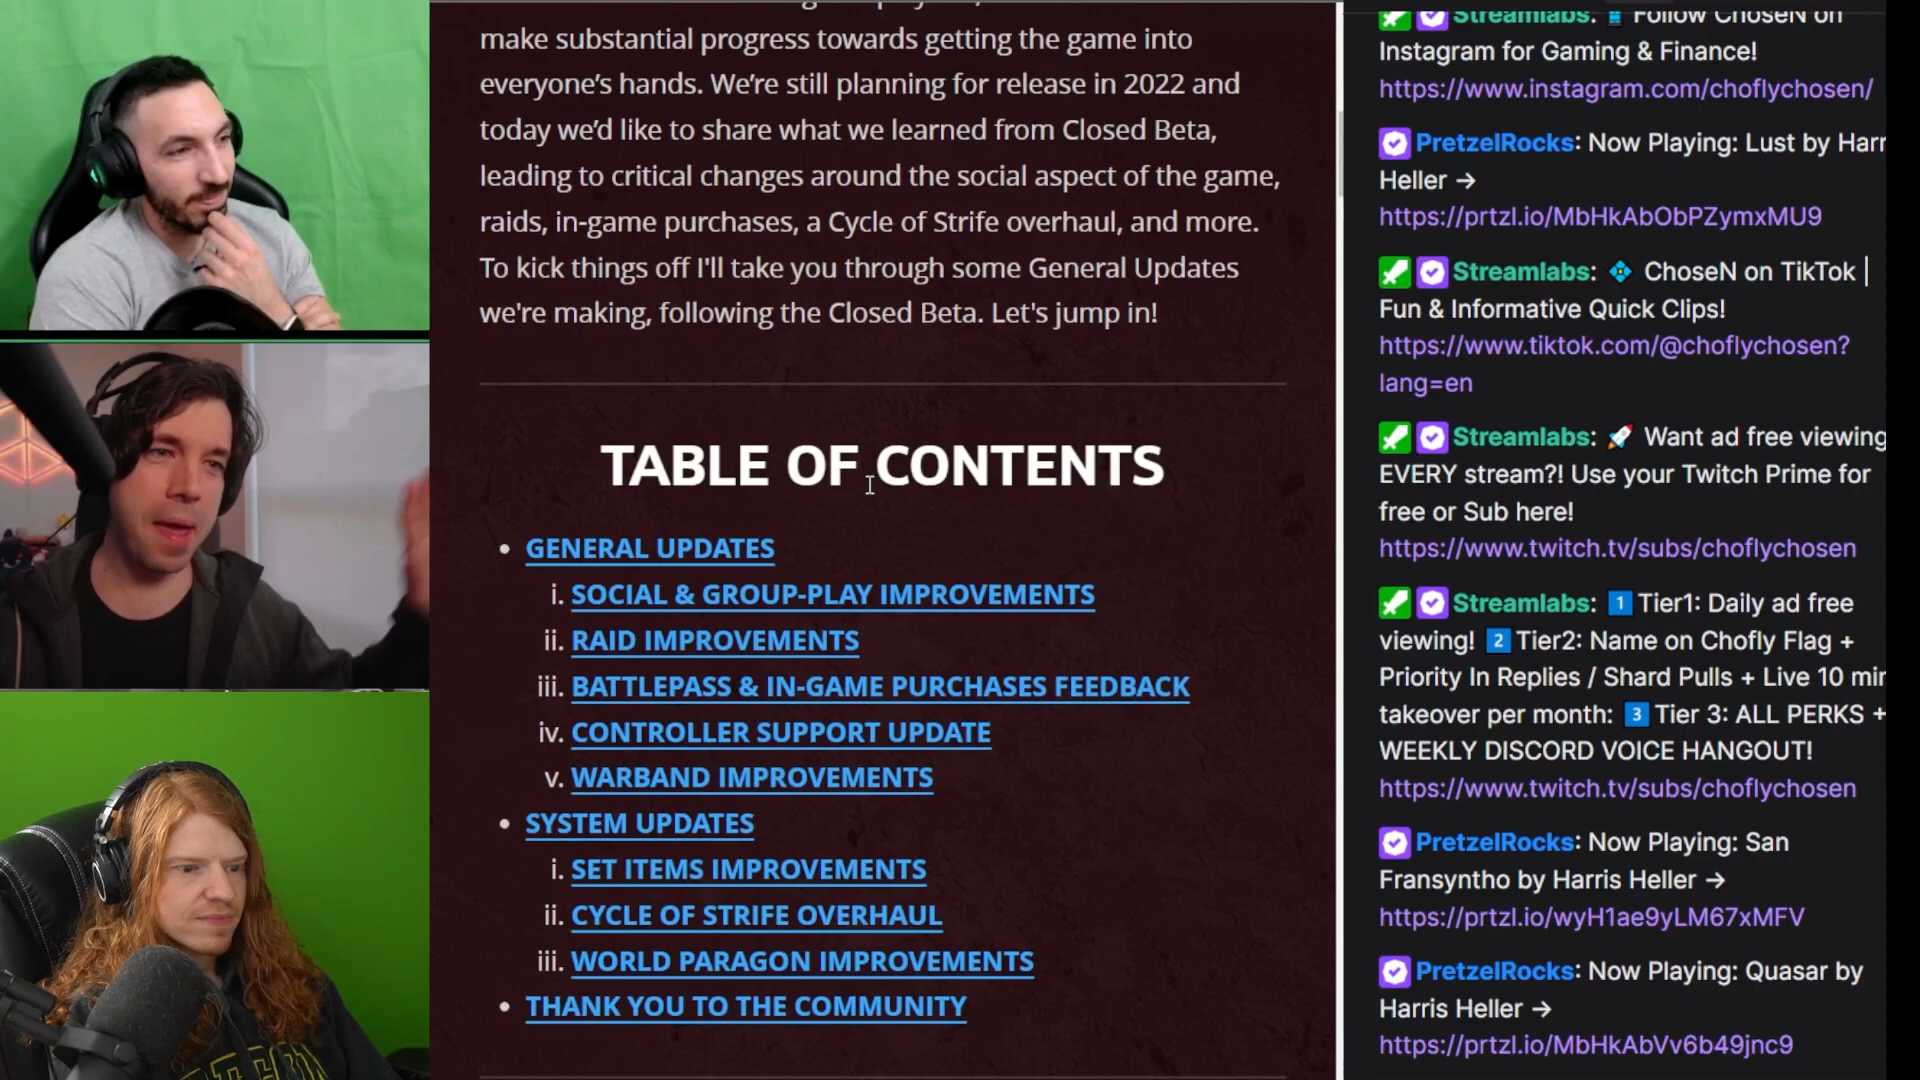 make substantial progress towards getting the game into
everyone’s hands. We’re still planning for release in 2022 and
today we’d like to share what we learned from Closed Beta,
leading to critical changes around the social aspect of the game,
raids, in-game purchases, a Cycle of Strife overhaul, and more.
To kick things off I'll take you through some General Updates
we're making, following the Closed Beta. Let's jump in!
TABLE OF CONTENTS
• GENERAL UPDATES
i. SOCIAL & GROUP-PLAY IMPROVEMENTS
ii. RAID IMPROVEMENTS
iii. BATTLEPASS & IN-GAME PURCHASES FEEDBACK
iv. CONTROLLER SUPPORT UPDATE
v. WARBAND IMPROVEMENTS
• SYSTEM UPDATES
i. SET ITEMS IMPROVEMENTS
ii. CYCLE OF STRIFE OVERHAUL
iii. WORLD PARAGON IMPROVEMENTS
• THANK YOU TO THE COMMUNITY
Streamlabs: Follow ChoseN on
Instagram for Gaming & Finance!
https://www.instagram.com/choflychosen/
PretzelRocks: Now Playing: Lust by Harr
Heller →
https://prtzl.io/MbHkAbObPZymxMU9
Streamlabs: 💠 ChoseN on TikTok |
Fun & Informative Quick Clips!
https://www.tiktok.com/@choflychosen?
lang=en
Streamlabs: 🚀 Want ad free viewing
EVERY stream?! Use your Twitch Prime for
free or Sub here!
https://www.twitch.tv/subs/choflychosen
Streamlabs: 1️⃣ Tier1: Daily ad free
viewing! 2️⃣ Tier2: Name on Chofly Flag +
Priority In Replies / Shard Pulls + Live 10 min
takeover per month: 3️⃣ Tier 3: ALL PERKS +
WEEKLY DISCORD VOICE HANGOUT!
https://www.twitch.tv/subs/choflychosen
PretzelRocks: Now Playing: San
Fransyntho by Harris Heller →
https://prtzl.io/wyH1ae9yLM67xMFV
PretzelRocks: Now Playing: Quasar by
Harris Heller →
https://prtzl.io/MbHkAbVv6b49jnc9